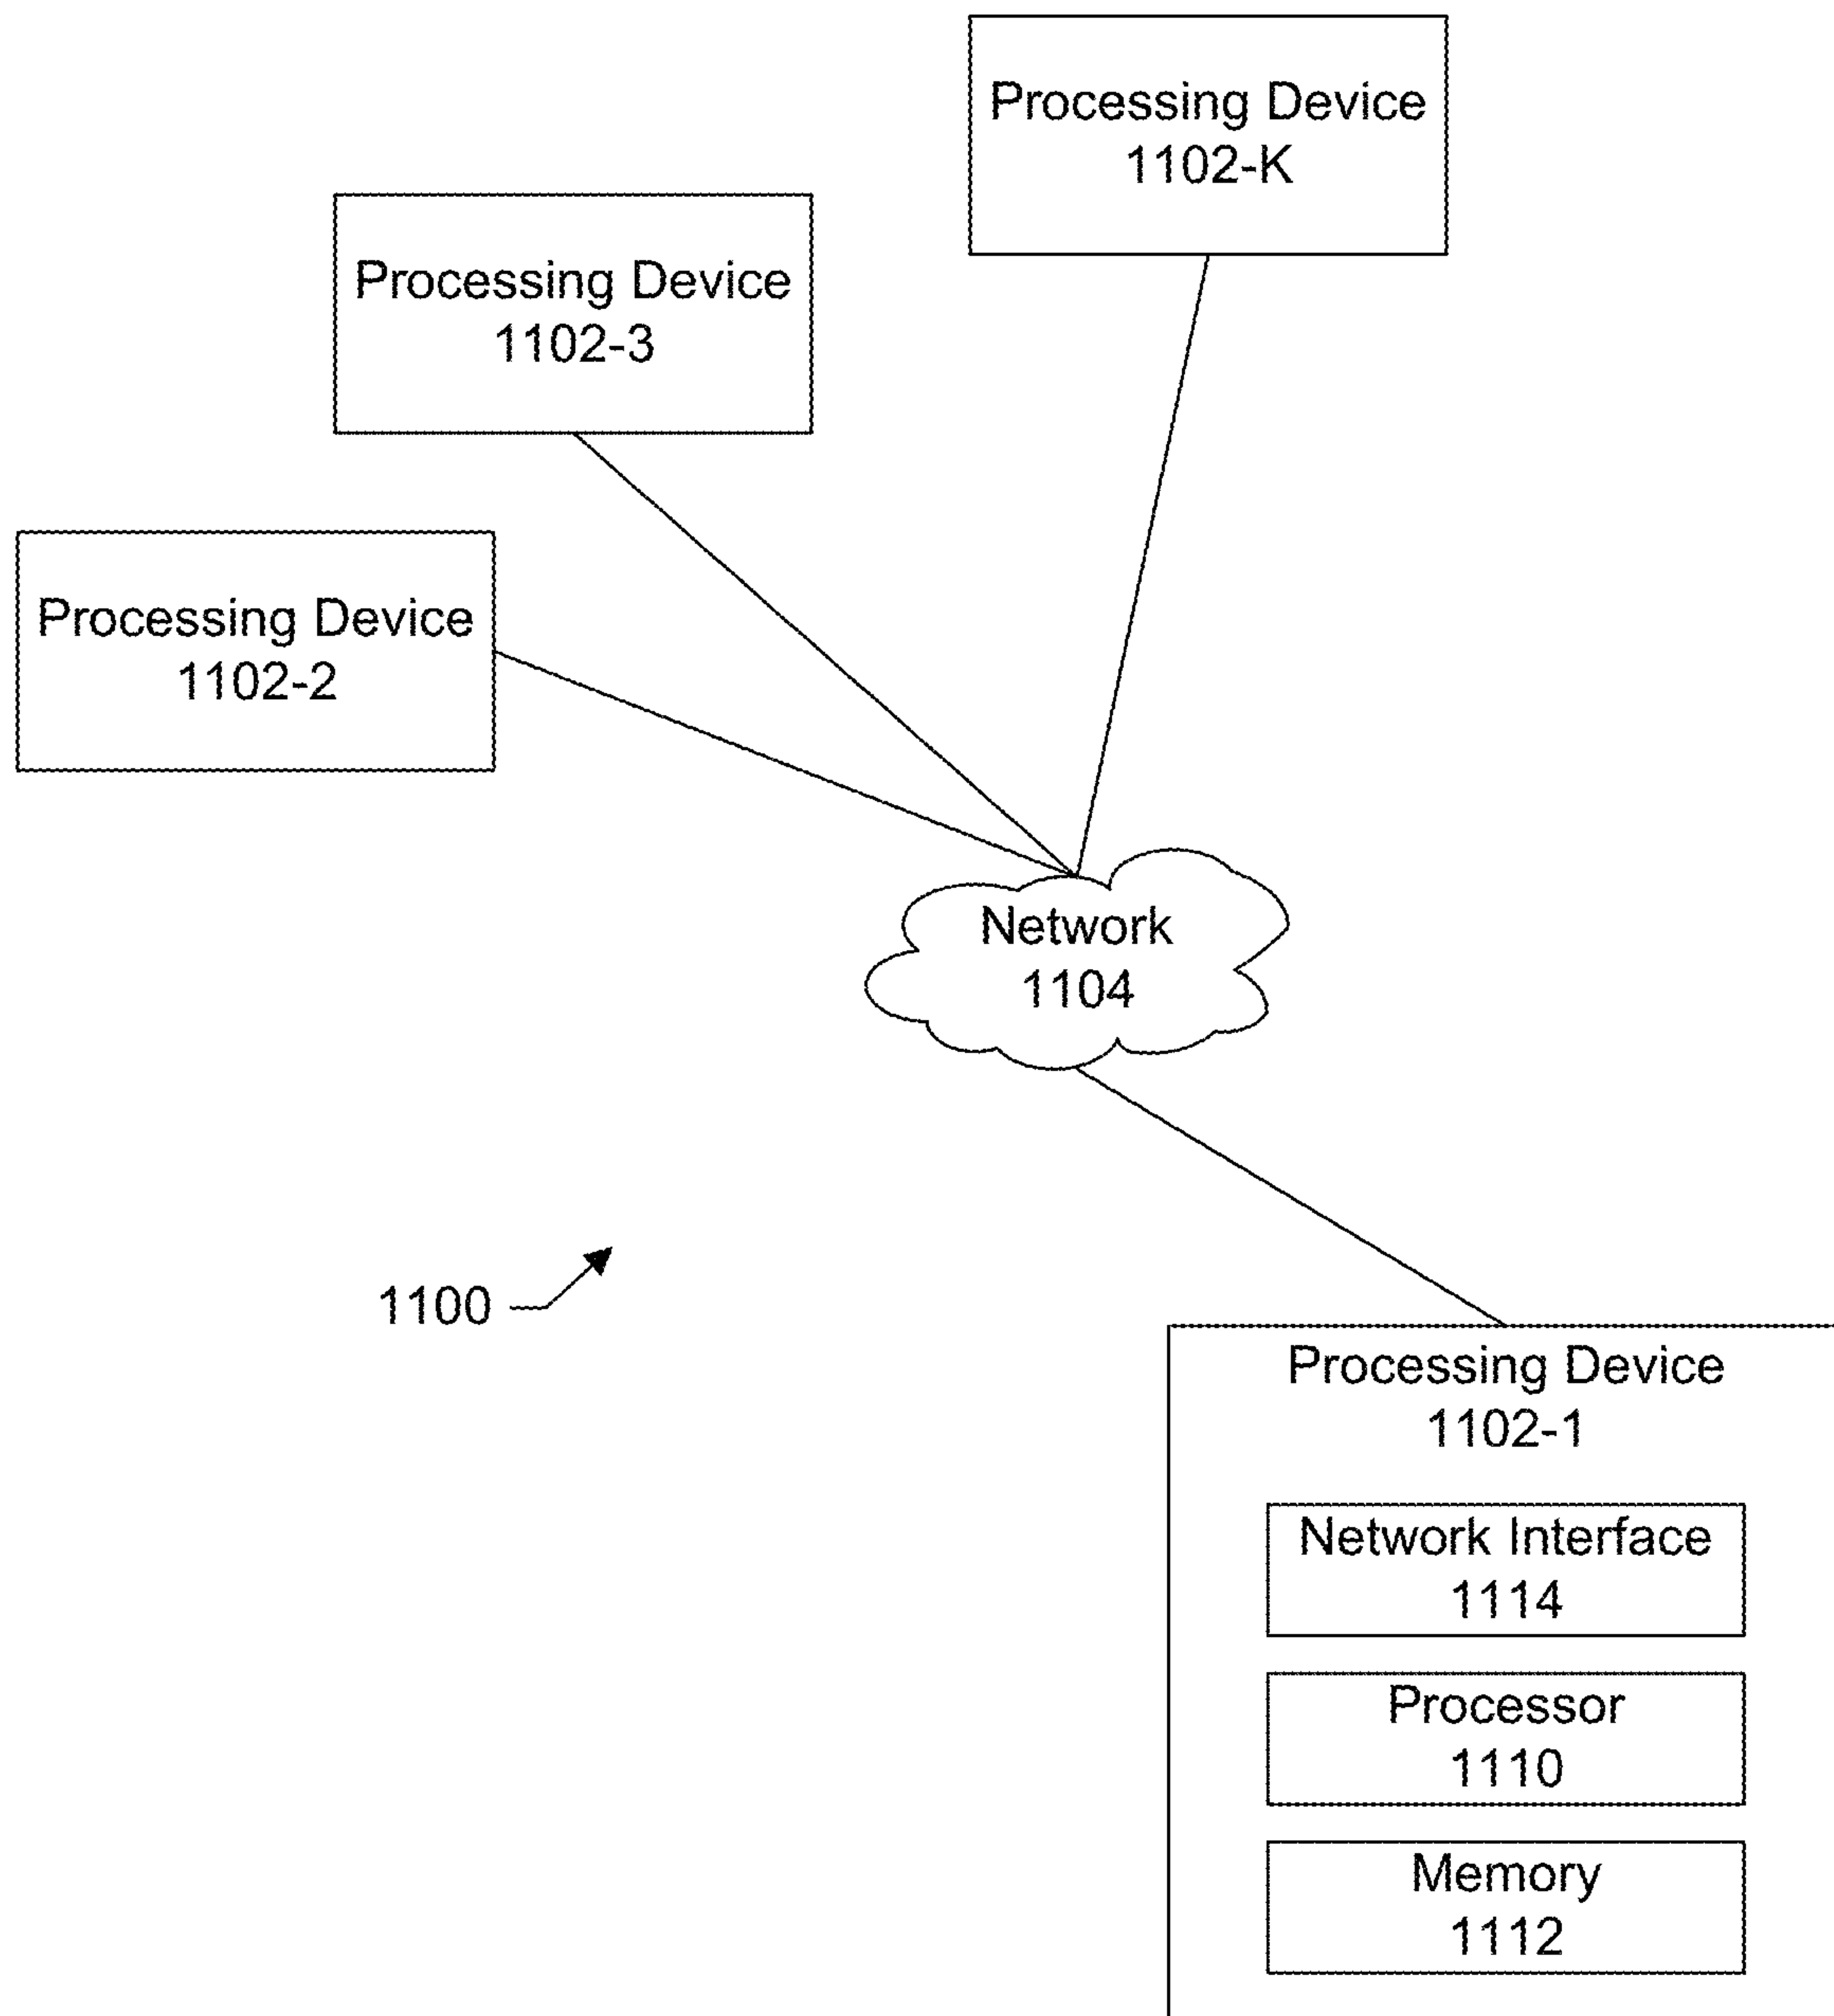 Processing Device
1102-K
Processing Device
1102-3
Processing Device
1102-2
Network
1104
1100
Processing Device
1102-1
Network Interface
1114
Processor
1110
Memory
1112